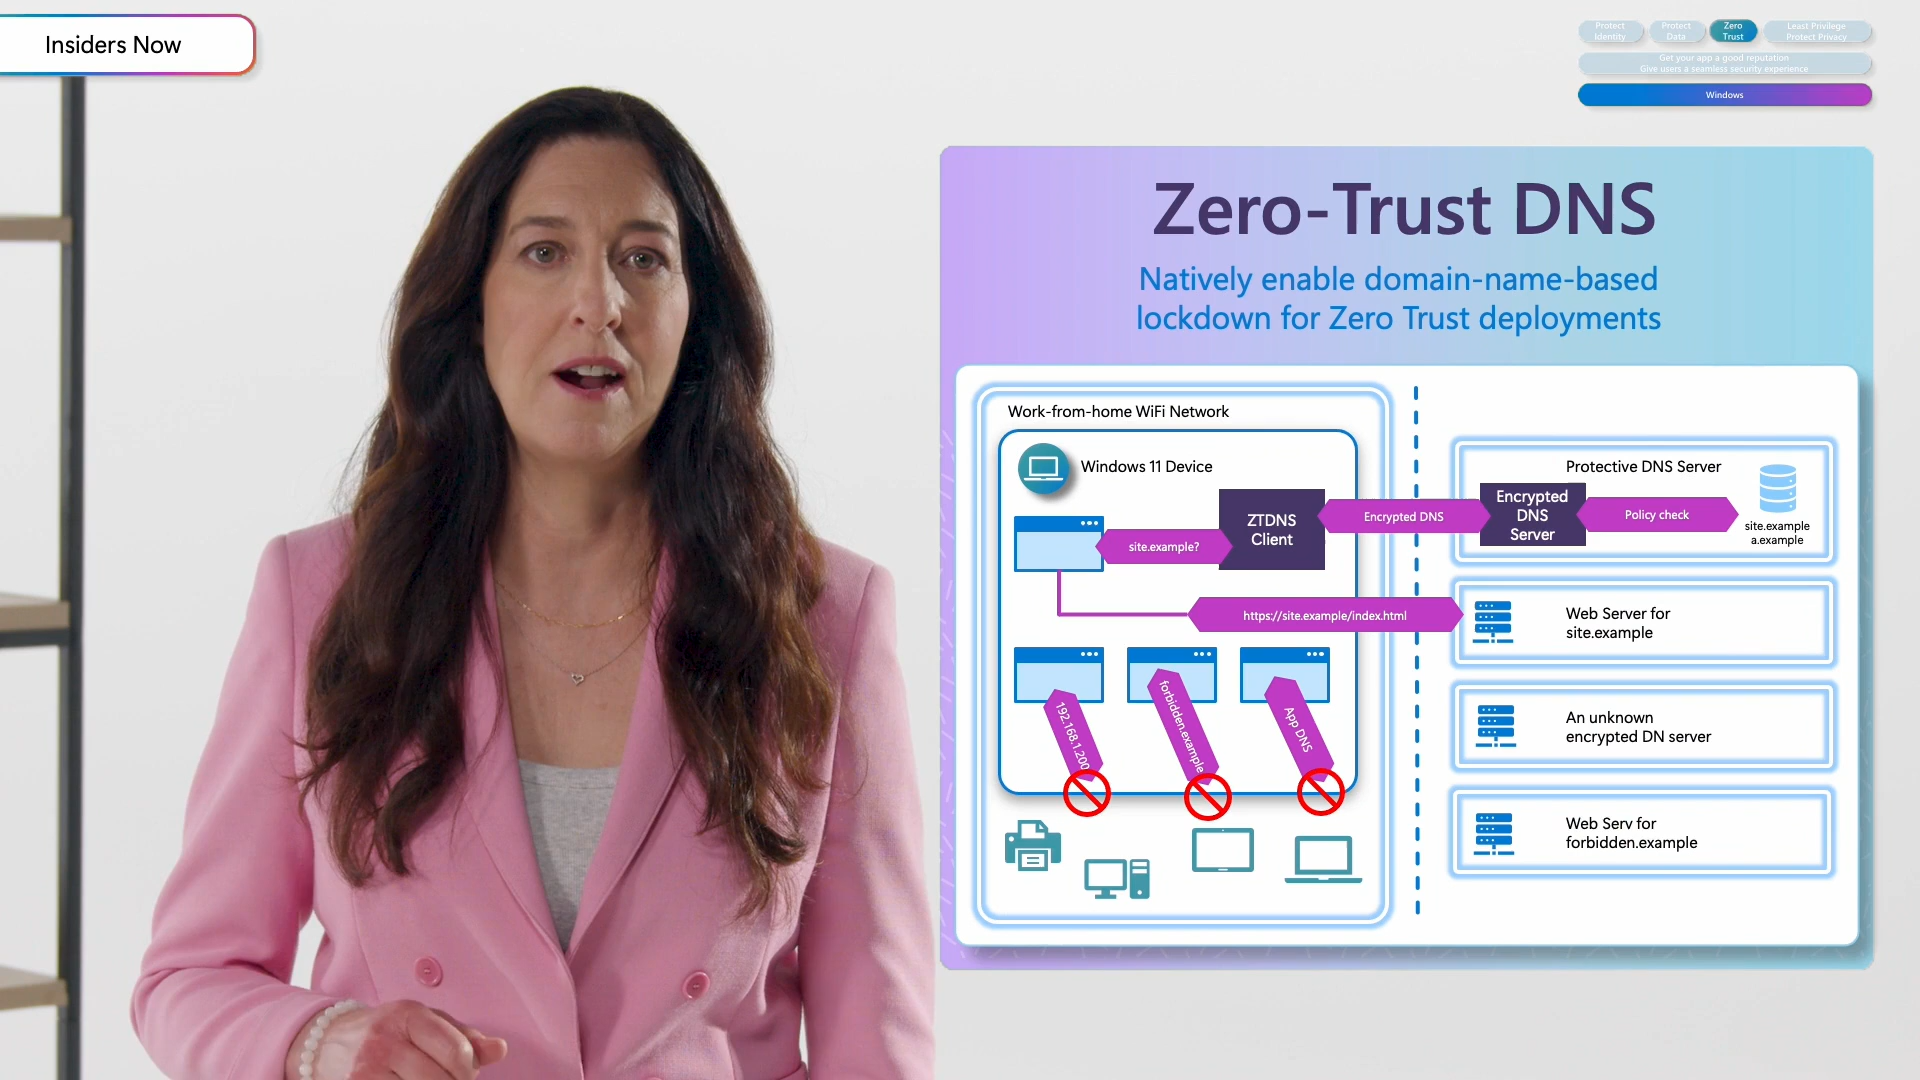 Insiders Now
Protect
Identity
Protect
Data
Zero
Trust
Least Privilege
Protect Privacy
Get your app a good reputation
Give users a seamless security experience
Windows
Zero-Trust DNS
Natively enable domain-name-based
lockdown for Zero Trust deployments
Work-from-home WiFi Network
Windows 11 Device
ZTDNS
Client
site.example?
Encrypted DNS
Protective DNS Server
Encrypted
DNS
Server
Policy check
site.example
a.example
https://site.example/index.html
Web Server for
site.example
192.168.1.200
forbidden.example
App DNS
An unknown
encrypted DN server
Web Serv for
forbidden.example